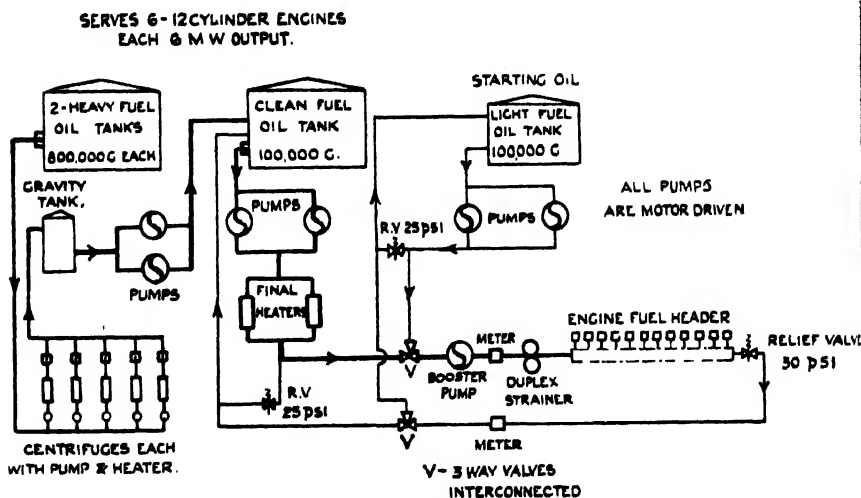 SERVES 6-12 CYLINDER ENGINES
EACH 6 M W OUTPUT.
2-HEAVY FUEL
OIL TANKS
800,000G EACH
CLEAN FUEL
OIL TANK
100,000 G.
STARTING OIL
LIGHT FUEL
OIL TANK
100,000 G
GRAVITY
TANK.
PUMPS
PUMPS
R.V 25 PSI
PUMPS
ALL PUMPS
ARE MOTOR DRIVEN
FINAL
HEATERS
R.V
25 PSI
V
BOOSTER
PUMP
METER
DUPLEX
STRAINER
ENGINE FUEL HEADER
RELIEF VALVE
30 PSI
CENTRIFUGES EACH
WITH PUMP & HEATER.
V
METER
V-3 WAY VALVES
INTERCONNECTED